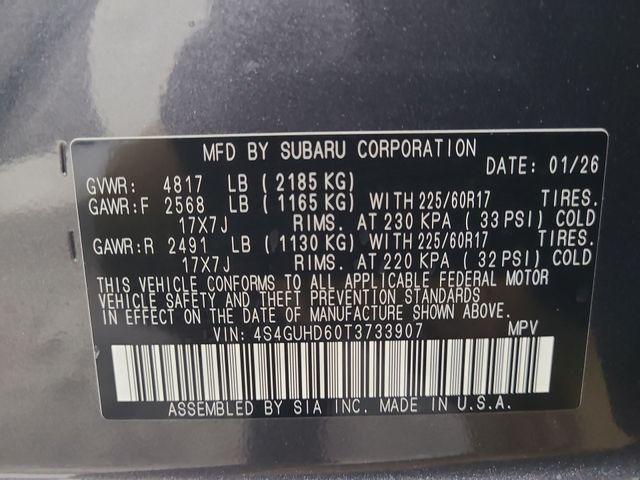 MFD BY SUBARU CORPORATION
DATE: 01/26
GVWR: 4817 LB (2185 KG)
GAWR:F 2568 LB (1165 KG) WITH 225/60R17 TIRES.
17X7J RIMS. AT 230 KPA (33 PSI) COLD
GAWR:R 2491 LB (1130 KG) WITH 225/60R17 TIRES.
17X7J RIMS. AT 220 KPA (32 PSI) COLD
THIS VEHICLE CONFORMS TO ALL APPLICABLE FEDERAL MOTOR
VEHICLE SAFETY AND THEFT PREVENTION STANDARDS
IN EFFECT ON THE DATE OF MANUFACTURE SHOWN ABOVE.
VIN: 4S4GUHD60T3733907 MPV
ASSEMBLED BY SIA INC. MADE IN U.S.A.